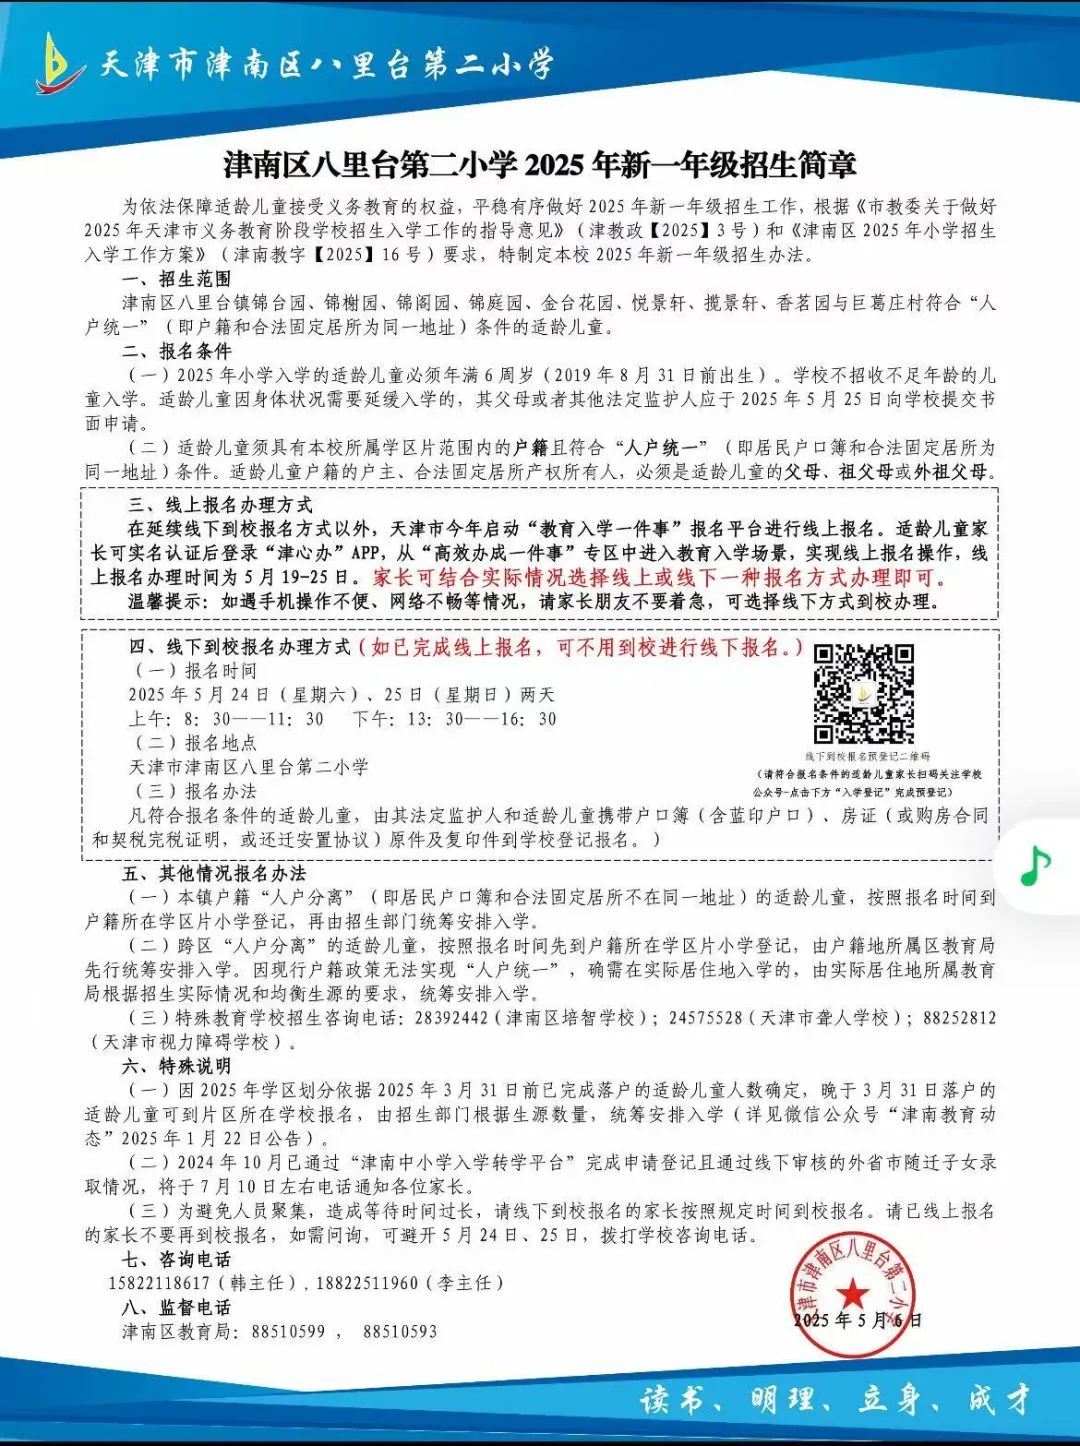 天津市津南区八里台第二小学
津南区八里台第二小学 2025 年新一年级招生简章
为依法保障适龄儿童接受义务教育的权益，平稳有序做好 2025 年新一年级招生工作，根据《市教委关于做好
2025 年天津市义务教育阶段学校招生入学工作的指导意见》（津教政【2025】3 号）和《津南区 2025 年小学招生
入学工作方案》（津南教字【2025】16 号）要求，特制定本校 2025 年新一年级招生办法。
一、招生范围
津南区八里台镇锦台园、锦榭园、锦阁园、锦庭园、金台花园、悦景轩、揽景轩、香茗园与巨葛庄村符合“人
户统一”（即户籍和合法固定居所为同一地址）条件的适龄儿童。
二、报名条件
（一）2025 年小学入学的适龄儿童必须年满 6 周岁（2019 年 8 月 31 日前出生）。学校不招收不足年龄的儿
童入学。适龄儿童因身体状况需要延缓入学的，其父母或者其他法定监护人应于 2025 年 5 月 25 日向学校提交书
面申请。
（二）适龄儿童须具有本校所属学区片范围内的户籍且符合“人户统一”（即居民户口簿和合法固定居所为
同一地址）条件。适龄儿童户籍的户主、合法固定居所产权所有人，必须是适龄儿童的父母、祖父母或外祖父母。
三、线上报名办理方式
在延续线下到校报名方式以外，天津市今年启动“教育入学一件事”报名平台进行线上报名。适龄儿童家
长可实名认证后登录“津心办”APP，从“高效办成一件事”专区中进入教育入学场景，实现线上报名操作，线
上报名办理时间为 5 月 19-25 日。家长可结合实际情况选择线上或线下一种报名方式办理即可。
温馨提示：如遇手机操作不便、网络不畅等情况，请家长朋友不要着急，可选择线下方式到校办理。
四、线下到校报名办理方式（如已完成线上报名，可不用到校进行线下报名。）
（一）报名时间
2025 年 5 月 24 日（星期六）、25 日（星期日）两天
上午：8：30——11：30 下午：13：30——16：30
（二）报名地点
天津市津南区八里台第二小学
线下到校报名预登记二维码
（请符合报名条件的适龄儿童家长扫码关注学校
公众号-点击下方“入学登记”完成预登记）
（三）报名办法
凡符合报名条件的适龄儿童，由其法定监护人和适龄儿童携带户口簿（含蓝印户口）、房证（或购房合同
和契税完税证明，或还迁安置协议）原件及复印件到学校登记报名。）
五、其他情况报名办法
（一）本镇户籍“人户分离”（即居民户口簿和合法固定居所不在同一地址）的适龄儿童，按照报名时间到
户籍所在学区片小学登记，再由招生部门统筹安排入学。
（二）跨区“人户分离”的适龄儿童，按照报名时间先到户籍所在学区片小学登记，由户籍地所属区教育局
先行统筹安排入学。因现行户籍政策无法实现“人户统一”，确需在实际居住地入学的，由实际居住地所属教育
局根据招生实际情况和均衡生源的要求，统筹安排入学。
（三）特殊教育学校招生咨询电话：28392442（津南区培智学校）；24575528（天津市聋人学校）；88252812
（天津市视力障碍学校）。
六、特殊说明
（一）因 2025 年学区划分依据 2025 年 3 月 31 日前已完成落户的适龄儿童人数确定，晚于 3 月 31 日落户的
适龄儿童可到片区所在学校报名，由招生部门根据生源数量，统筹安排入学（详见微信公众号“津南教育动
态”2025 年 1 月 22 日公告）。
（二）2024 年 10 月已通过“津南中小学入学转学平台”完成申请登记且通过线下审核的外省市随迁子女录
取情况，将于 7 月 10 日左右电话通知各位家长。
（三）为避免人员聚集，造成等待时间过长，请线下到校报名的家长按照规定时间到校报名。请已线上报名
的家长不要再到校报名，如需问询，可避开 5 月 24 日、25 日，拨打学校咨询电话。
七、咨询电话
15822118617（韩主任）, 18822511960（李主任）
八、监督电话
津南区教育局：88510599 ， 88510593
天津市津南区八里台第二小学
2025 年 5 月 6 日
读书、明理、立身、成才